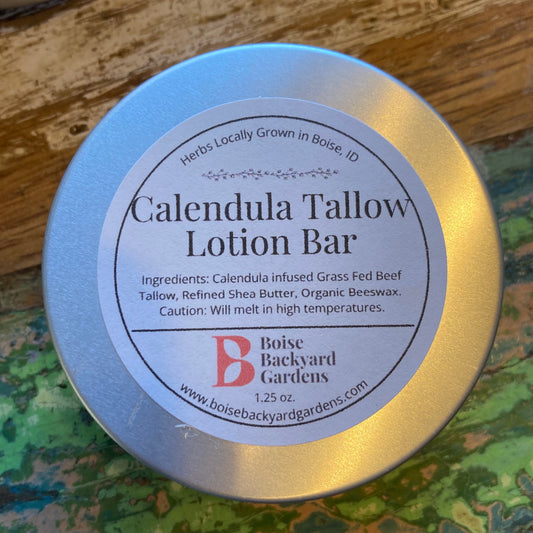 Herbs Locally Grown in Boise, ID
Calendula Tallow
Lotion Bar
Ingredients: Calendula infused Grass Fed Beef
Tallow, Refined Shea Butter, Organic Beeswax.
Caution: Will melt in high temperatures.
B Boise
Backyard
Gardens
1.25 oz.
www.boisebackyardgardens.com